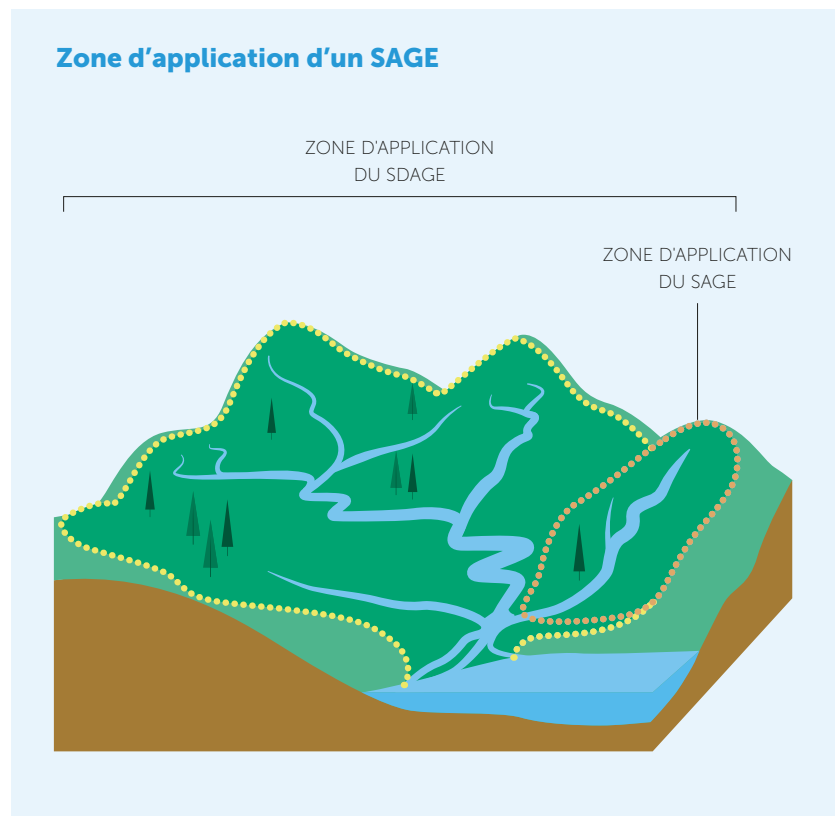 Zone d’application d’un SAGE
ZONE D’APPLICATION
DU SDAGE
ZONE D’APPLICATION
DU SAGE